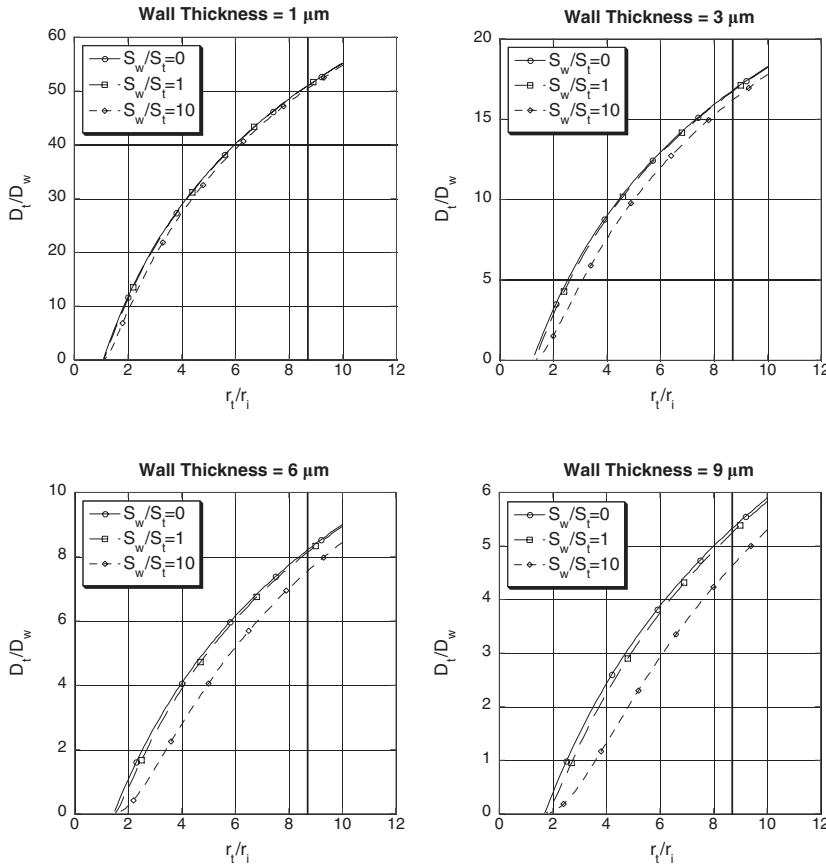 Wall Thickness = 1 μm
60
50
40
30
20
10
0
D_t/D_w
S_w/S_t=0
S_w/S_t=1
S_w/S_t=10
0 2 4 6 8 10 12
r_t/r_i
Wall Thickness = 3 μm
20
15
10
5
0
D_t/D_w
S_w/S_t=0
S_w/S_t=1
S_w/S_t=10
0 2 4 6 8 10 12
r_t/r_i
Wall Thickness = 6 μm
10
8
6
4
2
0
D_t/D_w
S_w/S_t=0
S_w/S_t=1
S_w/S_t=10
0 2 4 6 8 10 12
r_t/r_i
Wall Thickness = 9 μm
6
5
4
3
2
1
0
D_t/D_w
S_w/S_t=0
S_w/S_t=1
S_w/S_t=10
0 2 4 6 8 10 12
r_t/r_i